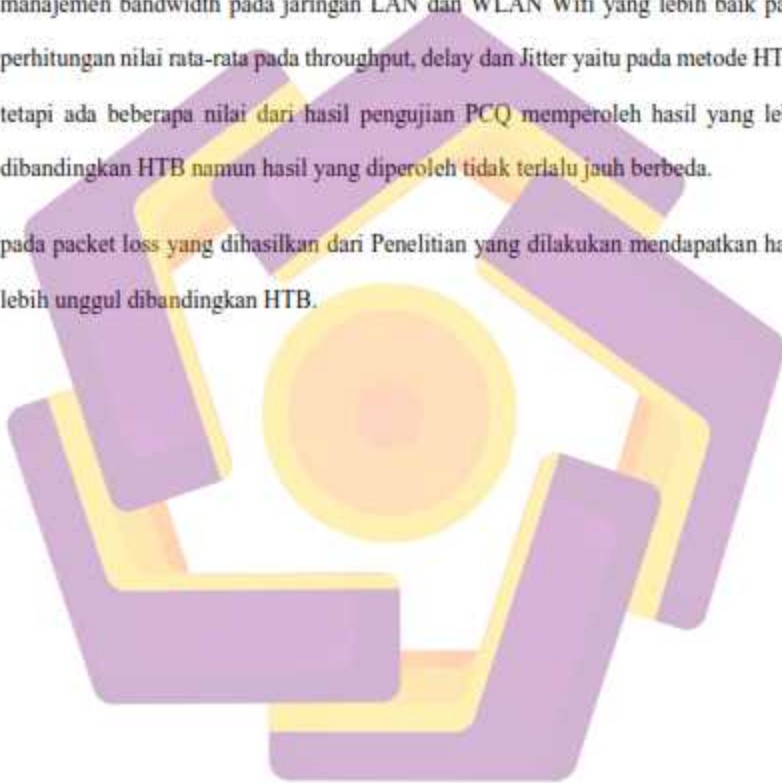 manajemen bandwidth pada jaringan LAN dan WLAN Wifi yang lebih baik pa
perhitungan nilai rata-rata pada throughput, delay dan Jitter yaitu pada metode HT
tetapi ada beberapa nilai dari hasil pengujian PCQ memperoleh hasil yang le
dibandingkan HTB namun hasil yang diperoleh tidak terlalu jauh berbeda.
pada packet loss yang dihasilkan dari Penelitian yang dilakukan mendapatkan ha
lebih unggul dibandingkan HTB.